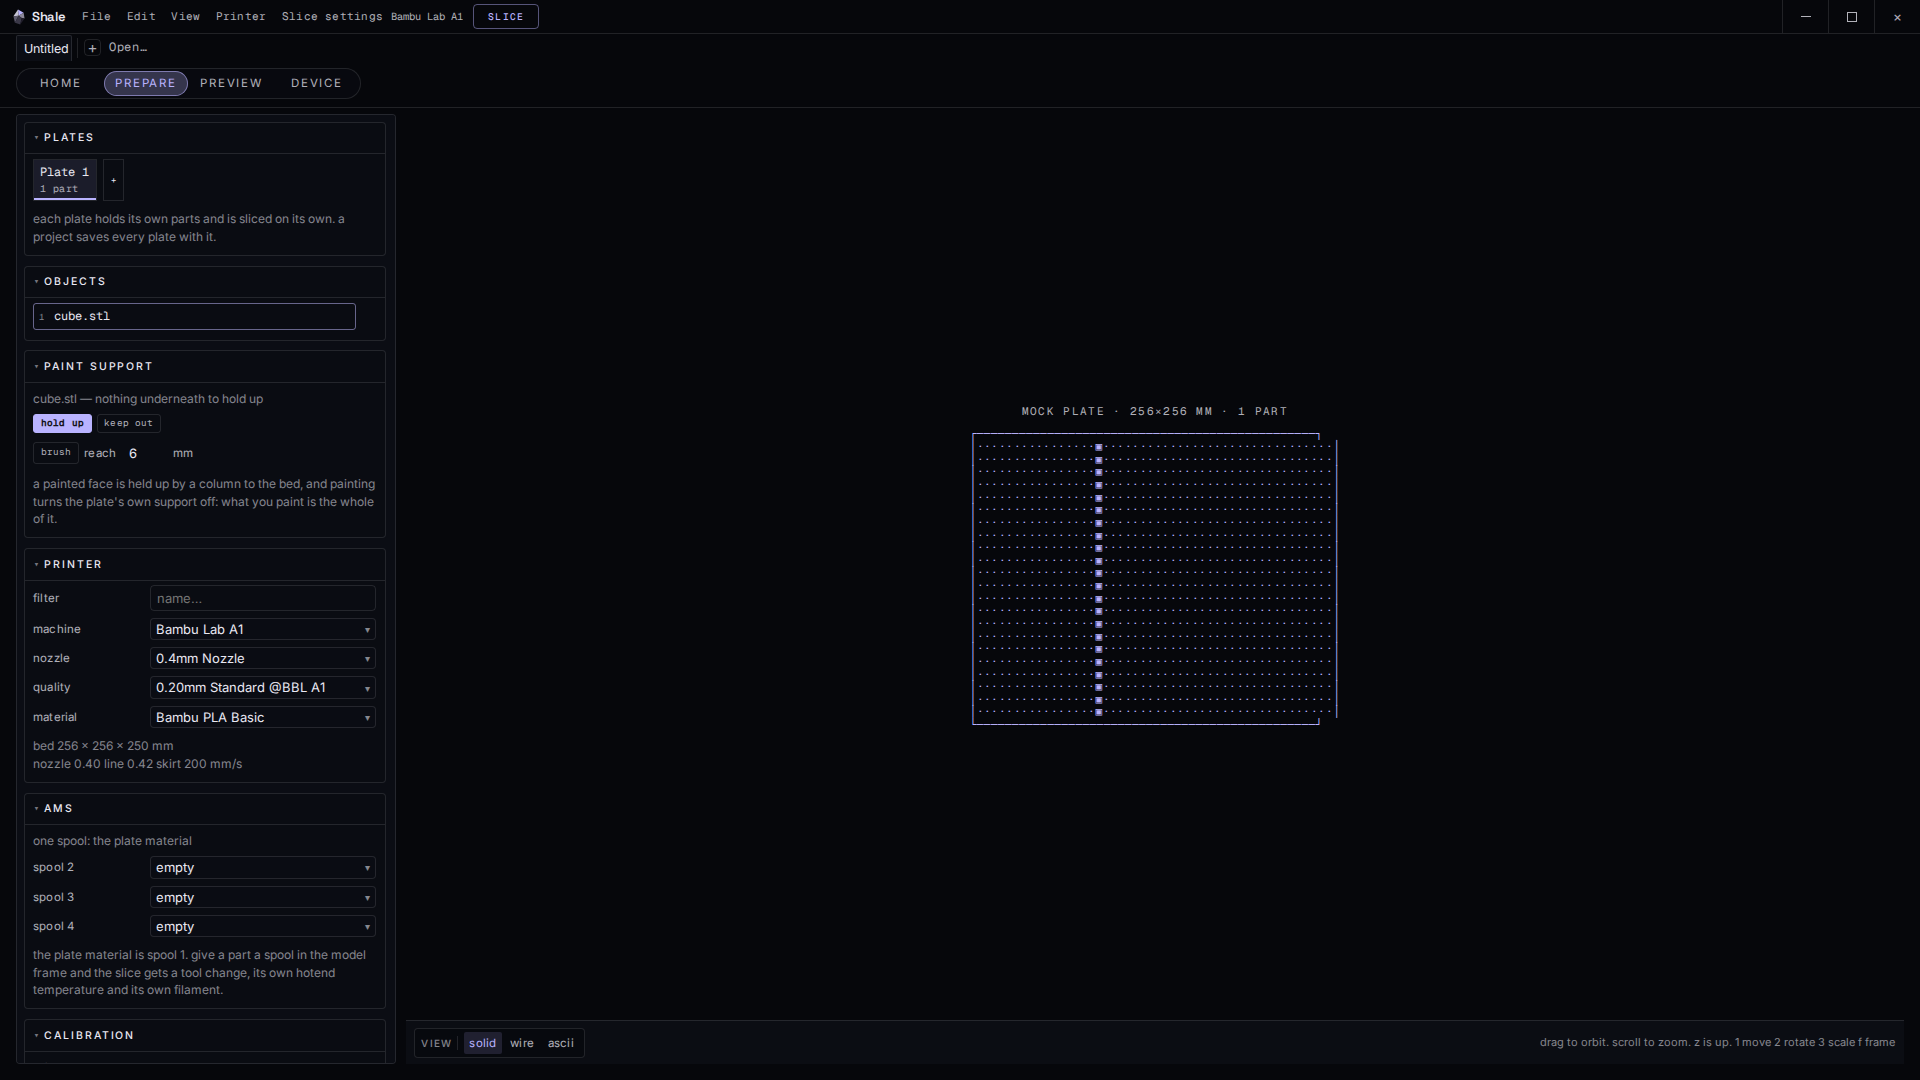 Shale File Edit View Printer Slice settings Bambu Lab A1 SLICE
Untitled + Open…
HOME PREPARE PREVIEW DEVICE
PLATES
Plate 1
1 part
+
each plate holds its own parts and is sliced on its own. a
project saves every plate with it.
OBJECTS
1 cube.stl
PAINT SUPPORT
cube.stl — nothing underneath to hold up
hold up keep out
brush reach 6 mm
a painted face is held up by a column to the bed, and painting
turns the plate's own support off: what you paint is the whole
of it.
PRINTER
filter name...
machine Bambu Lab A1
nozzle 0.4mm Nozzle
quality 0.20mm Standard @BBL A1
material Bambu PLA Basic
bed 256 × 256 × 250 mm
nozzle 0.40 line 0.42 skirt 200 mm/s
AMS
one spool: the plate material
spool 2 empty
spool 3 empty
spool 4 empty
the plate material is spool 1. give a part a spool in the model
frame and the slice gets a tool change, its own hotend
temperature and its own filament.
CALIBRATION
MOCK PLATE · 256×256 MM · 1 PART
VIEW solid wire ascii
drag to orbit. scroll to zoom. z is up. 1 move 2 rotate 3 scale f frame